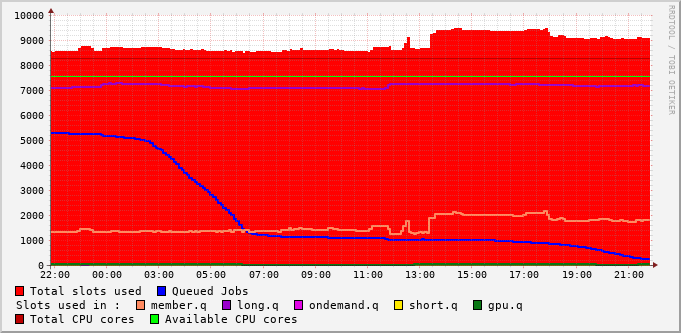 RRDTOOL / TOBI OETIKER
10000
9000
8000
7000
6000
5000
4000
3000
2000
1000
0
22:00 00:00 03:00 05:00 07:00 09:00 11:00 13:00 15:00 17:00 19:00 21:00
Total slots used Queued Jobs
Slots used in : member.q long.q ondemand.q short.q gpu.q
Total CPU cores Available CPU cores